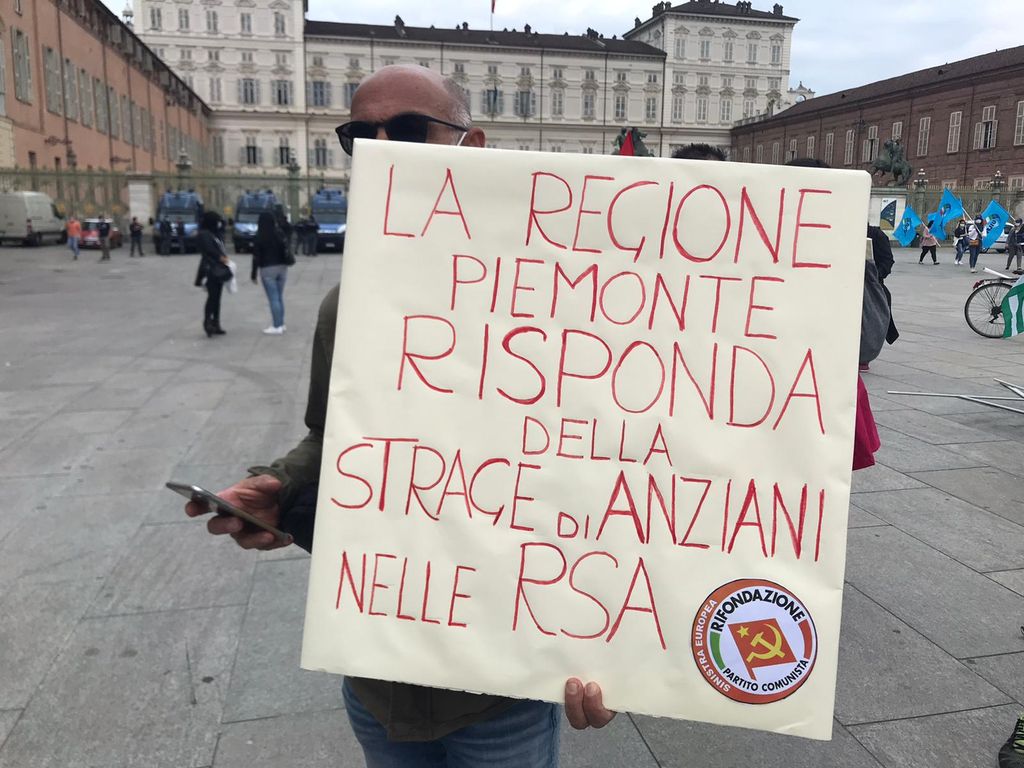 LA REGIONE
PIEMONTE
RISPONDA
DELLA
STRAGE DI ANZIANI
NELLE RSA
RIFONDAZIONE
SINISTRA EUROPEA
PARTITO COMUNISTA